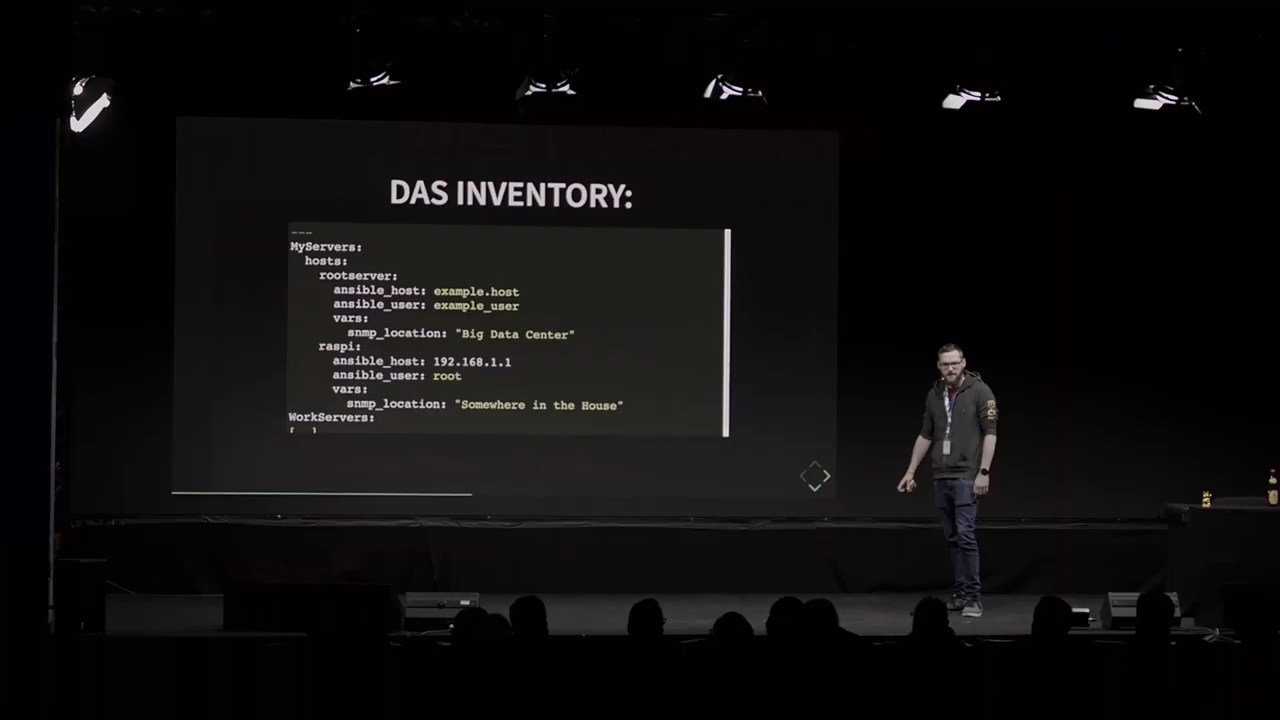 DAS INVENTORY:
---
MyServers:
  hosts:
    rootserver:
      ansible_host: example.host
      ansible_user: example_user
      vars:
        snmp_location: "Big Data Center"
    raspi:
      ansible_host: 192.168.1.1
      ansible_user: root
      vars:
        snmp_location: "Somewhere in the House"
WorkServers: